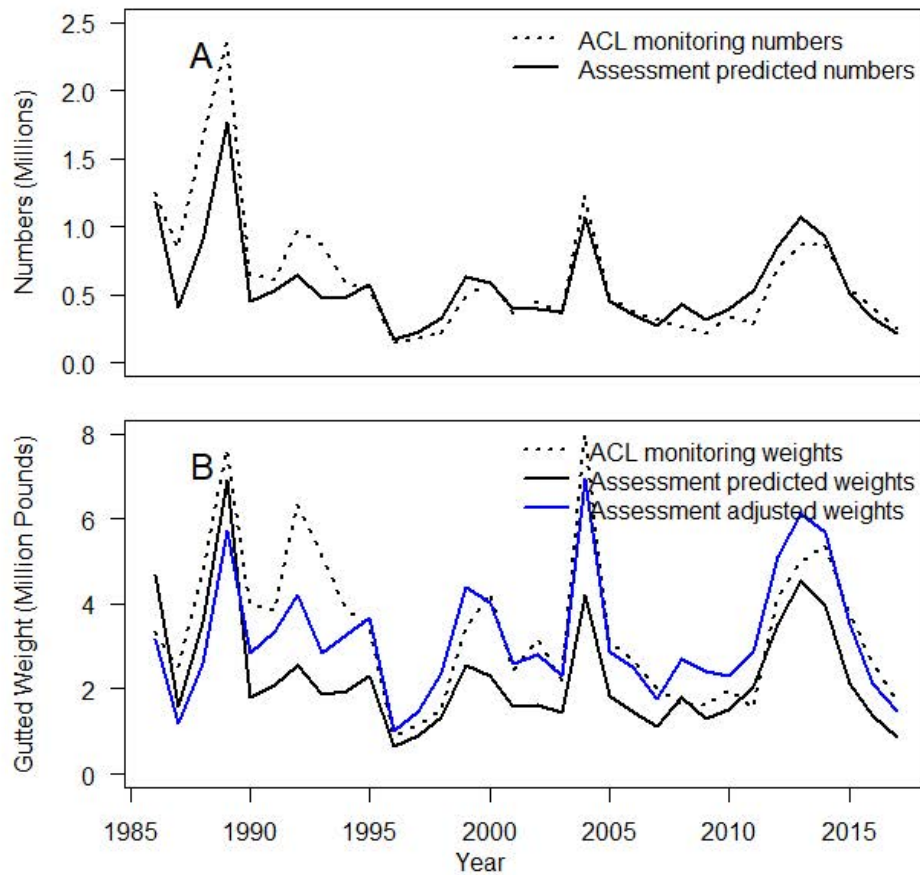 A
ACL monitoring numbers
Assessment predicted numbers
Numbers (Millions)
2.5
2.0
1.5
1.0
0.5
0.0
B
ACL monitoring weights
Assessment predicted weights
Assessment adjusted weights
Gutted Weight (Million Pounds)
8
6
4
2
0
1985 1990 1995 2000 2005 2010 2015
Year